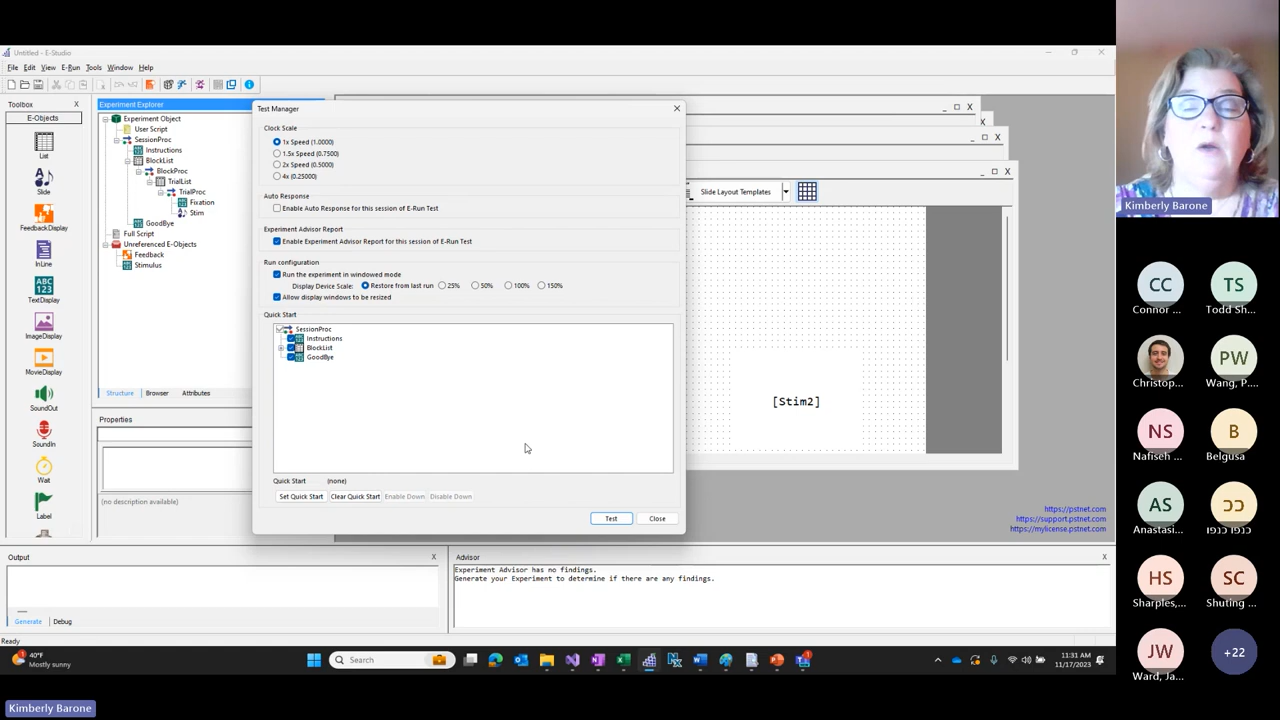 Untitled - E-Studio
File Edit View E-Run Tools Window Help
Toolbox X
E-Objects
List
Slide
FeedbackDisplay
InLine
TextDisplay
ImageDisplay
MovieDisplay
SoundOut
SoundIn
Wait
Label
Experiment Explorer
Experiment Object
User Script
SessionProc
Instructions
BlockList
BlockProc
TrialList
TrialProc
Fixation
Stim
GoodBye
Full Script
Unreferenced E-Objects
Feedback
Stimulus
Structure Browser Attributes
Properties
(no description available)
Test Manager
Clock Scale
1x Speed (1.0000)
1.5x Speed (0.7500)
2x Speed (0.5000)
4x (0.25000)
Auto Response
Enable Auto Response for this session of E-Run Test
Experiment Advisor Report
Enable Experiment Advisor Report for this session of E-Run Test
Run configuration
Run the experiment in windowed mode
Display Device Scale: Restore from last run 25% 50% 100% 150%
Allow display windows to be resized
Quick Start
SessionProc
Instructions
BlockList
GoodBye
Quick Start (none)
Set Quick Start Clear Quick Start Enable Down Disable Down
Test Close
Slide Layout Templates
[Stim2]
https://pstnet.com
https://support.pstnet.com
https://mylicense.pstnet.com
Output X
Generate Debug
Advisor X
Experiment Advisor has no findings.
Generate your Experiment to determine if there are any findings.
Ready
40°F
Mostly sunny
Search
11:31 AM
11/17/2023
Kimberly Barone
CC
Connor ...
TS
Todd Sh...
Christop...
PW
Wang, P...
NS
Nafiseh ...
B
Belgusa
AS
Anastasi...
ככ
כנפו כנפו
HS
Sharples,...
SC
Shuting ...
JW
Ward, Ja...
+22
Kimberly Barone